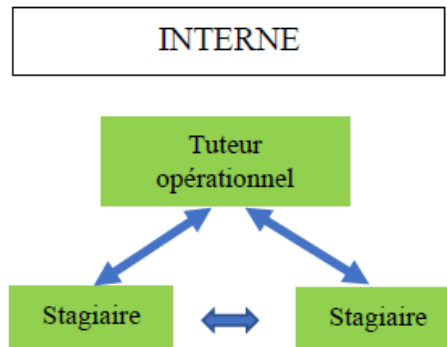 INTERNE
Tuteur
opérationnel
Stagiaire
Stagiaire